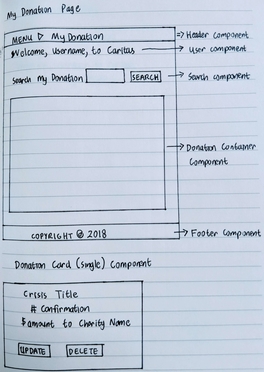 My Donation Page
MENU ▷ My Donation → Header Component
Welcome, Username, to Caritas → User component
Search My Donation SEARCH → Search component
→ Donation Container Component
COPYRIGHT © 2018 → Footer Component
Donation Card (single) Component
Crisis Title
# Confirmation
$amount to Charity Name
UPDATE DELETE